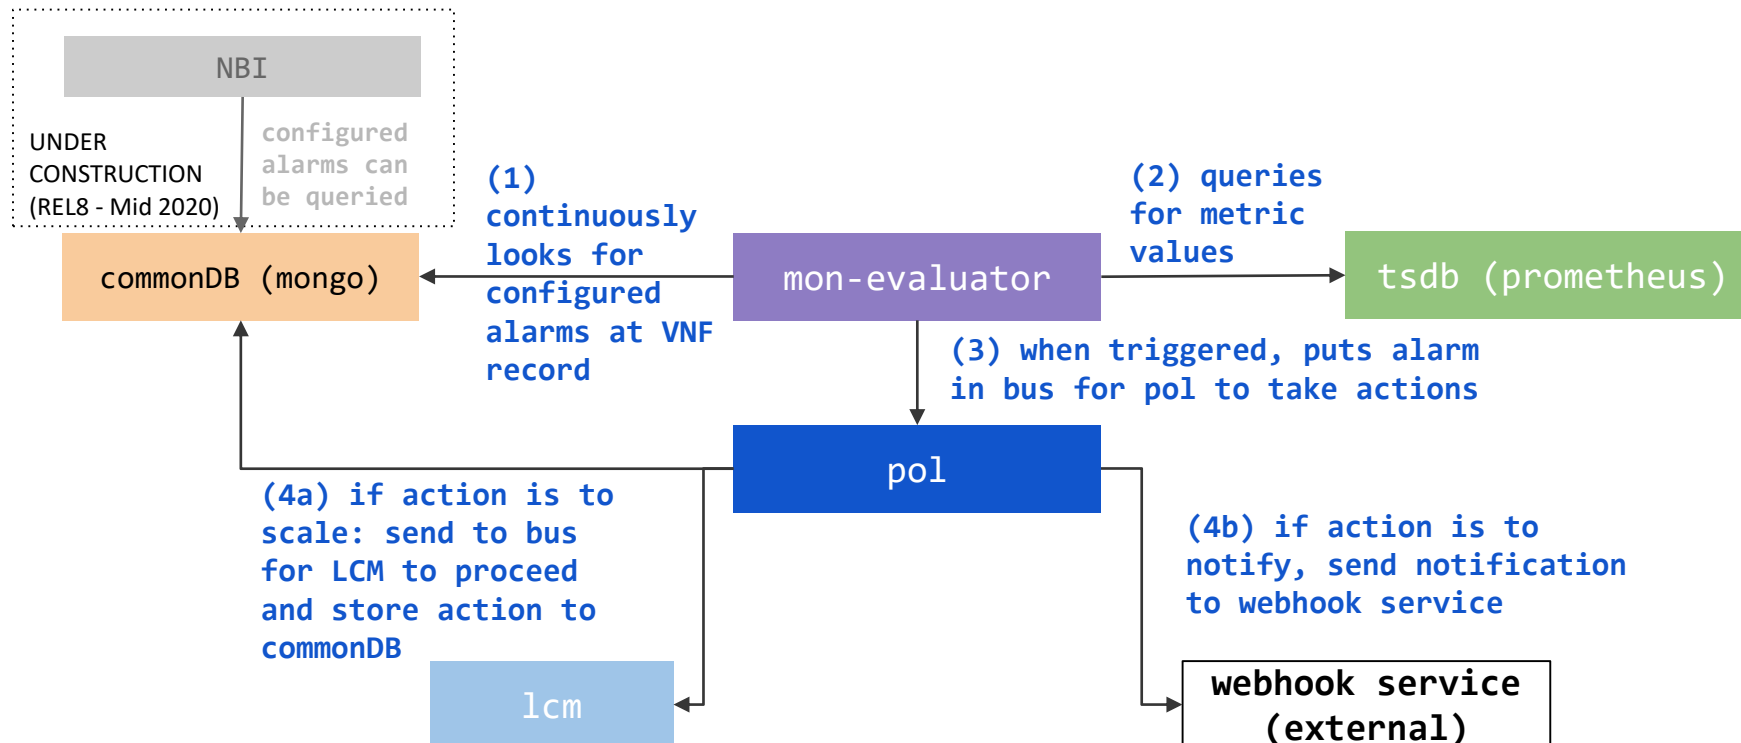 NBI
UNDER
CONSTRUCTION
(REL8 - Mid 2020)
configured
alarms can
be queried
(1)
continuously
looks for
configured
alarms at VNF
record
(2) queries
for metric
values
commonDB (mongo)
mon-evaluator
tsdb (prometheus)
(3) when triggered, puts alarm
in bus for pol to take actions
pol
(4a) if action is to
scale: send to bus
for LCM to proceed
and store action to
commonDB
(4b) if action is to
notify, send notification
to webhook service
lcm
webhook service
(external)